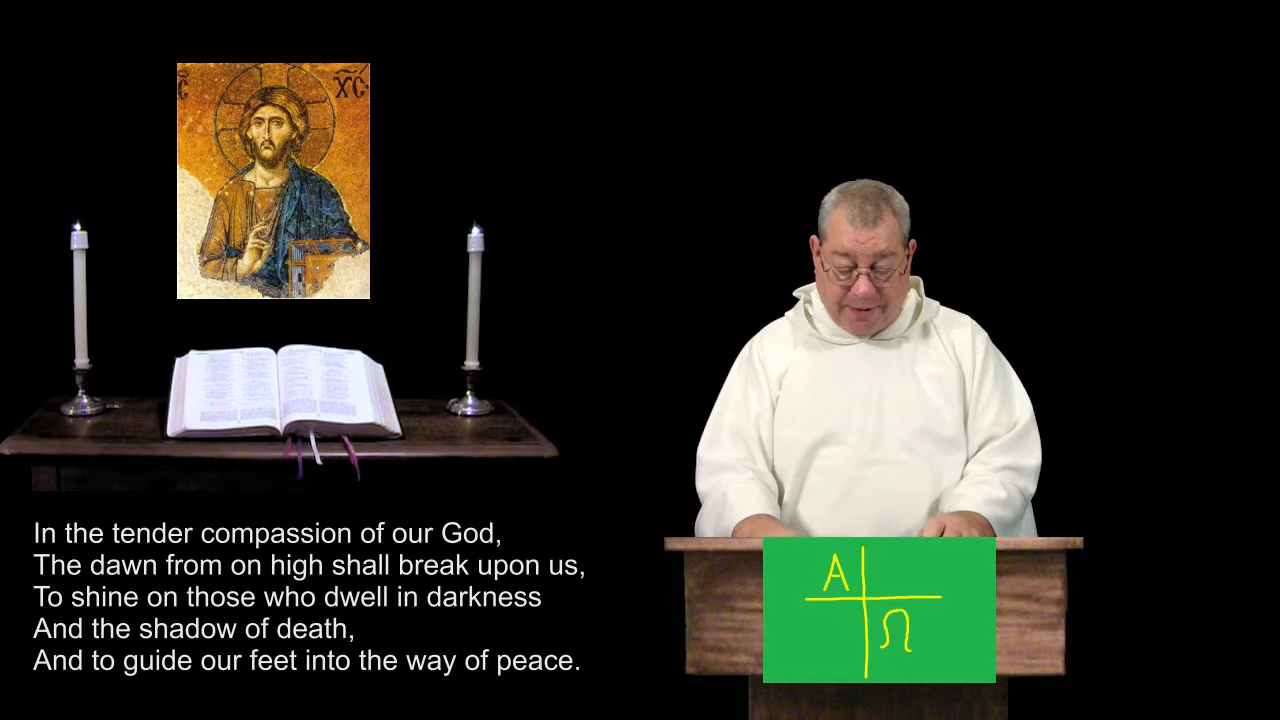 C̃
X̃C
In the tender compassion of our God,
The dawn from on high shall break upon us,
To shine on those who dwell in darkness
And the shadow of death,
And to guide our feet into the way of peace.
Α
Ω